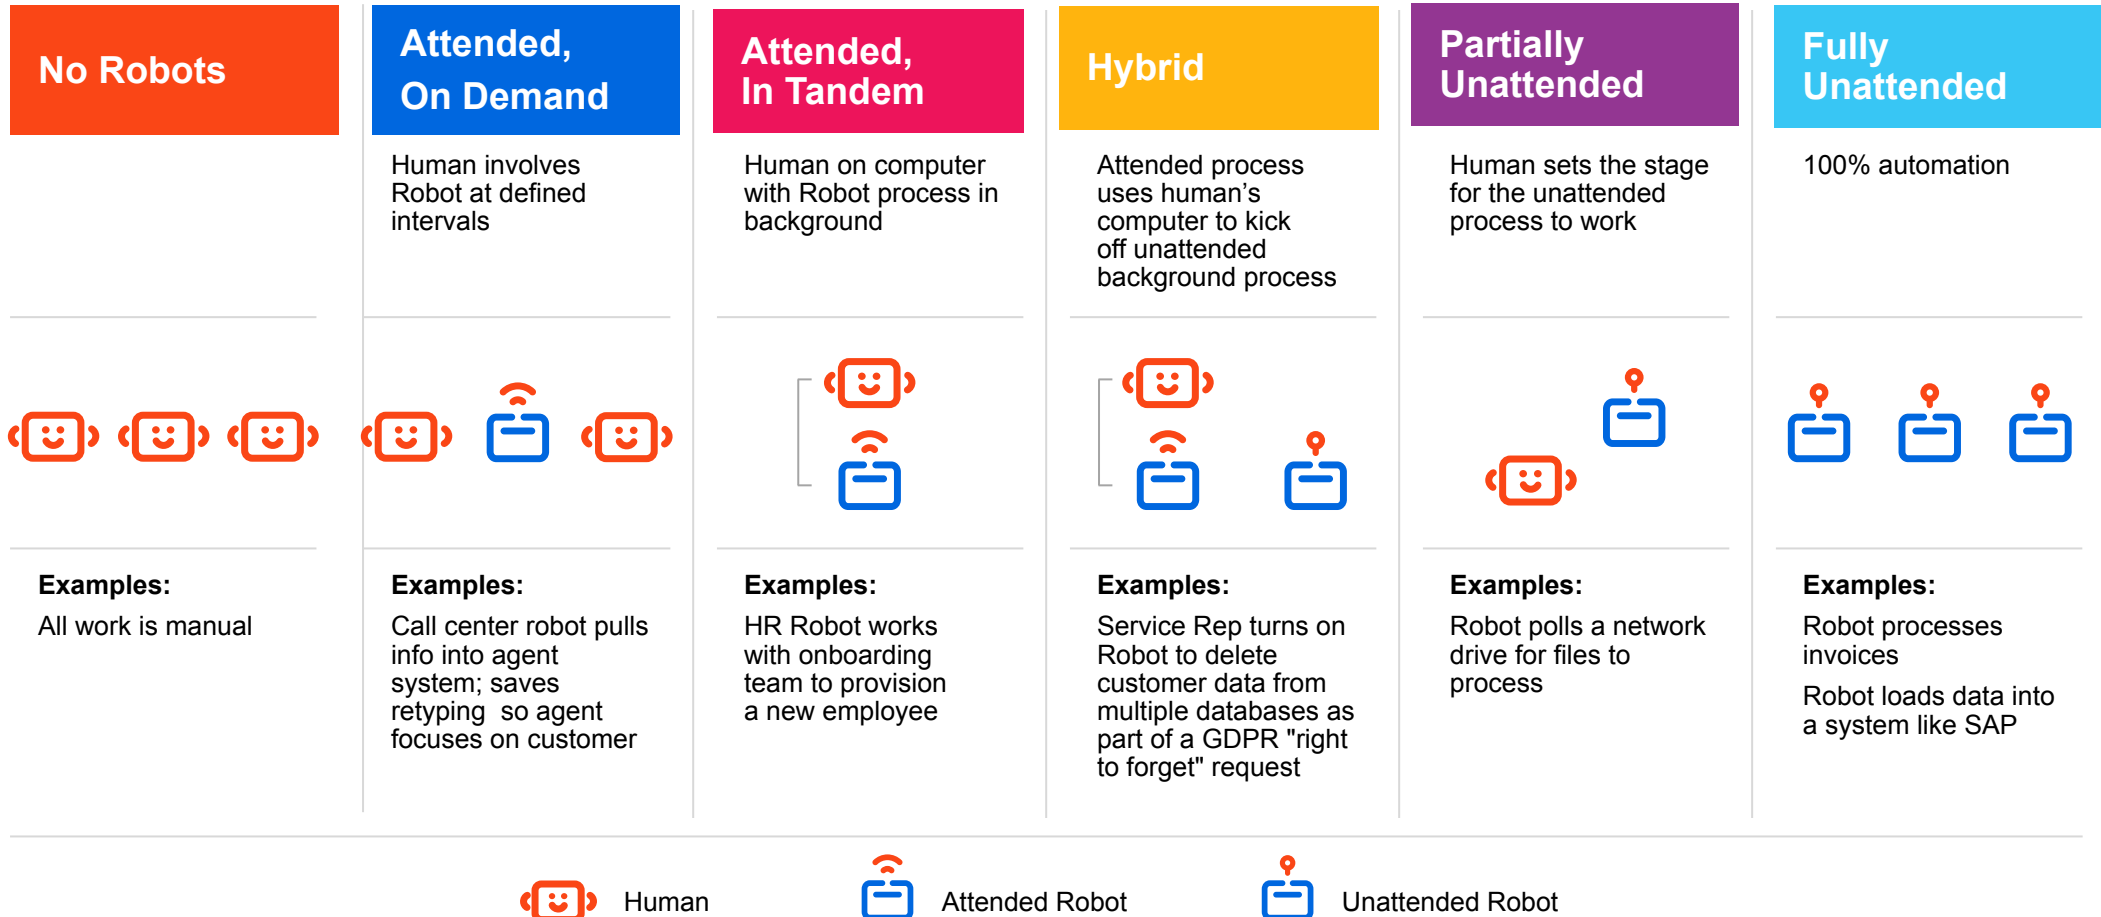 No Robots
Attended,
On Demand
Attended,
In Tandem
Hybrid
Partially
Unattended
Fully
Unattended
Human involves
Robot at defined
intervals
Human on computer
with Robot process in
background
Attended process
uses human’s
computer to kick
off unattended
background process
Human sets the stage
for the unattended
process to work
100% automation
Examples:
All work is manual
Examples:
Call center robot pulls
info into agent
system; saves
retyping  so agent
focuses on customer
Examples:
HR Robot works
with onboarding
team to provision
a new employee
Examples:
Service Rep turns on
Robot to delete
customer data from
multiple databases as
part of a GDPR "right
to forget" request
Examples:
Robot polls a network
drive for files to
process
Examples:
Robot processes
invoices
Robot loads data into
a system like SAP
Human
Attended Robot
Unattended Robot